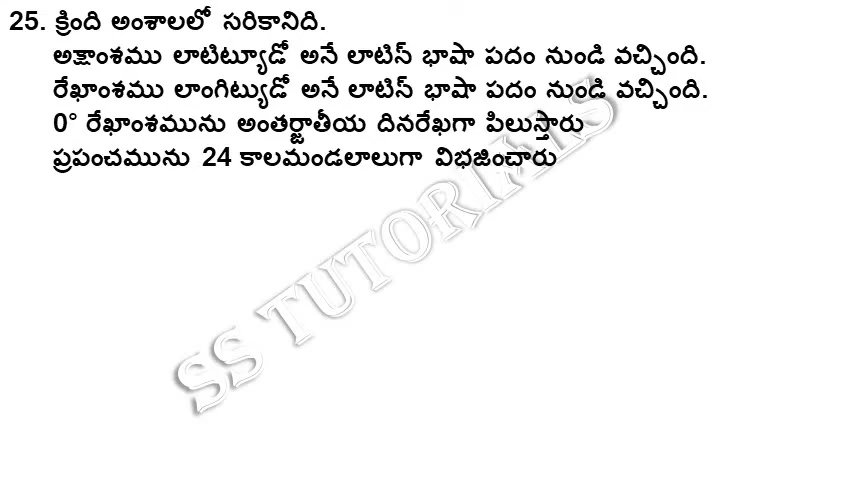 25. క్రింది అంశాలలో సరికానిది.
అక్షాంశము లాటిట్యూడో అనే లాటిన్ భాషా పదం నుండి వచ్చింది.
రేఖాంశము లాంగిట్యుడో అనే లాటిన్ భాషా పదం నుండి వచ్చింది.
0° రేఖాంశమును అంతర్జాతీయ దినరేఖగా పిలుస్తారు
ప్రపంచమును 24 కాలమండలాలుగా విభజించారు
SS TUTORIALS